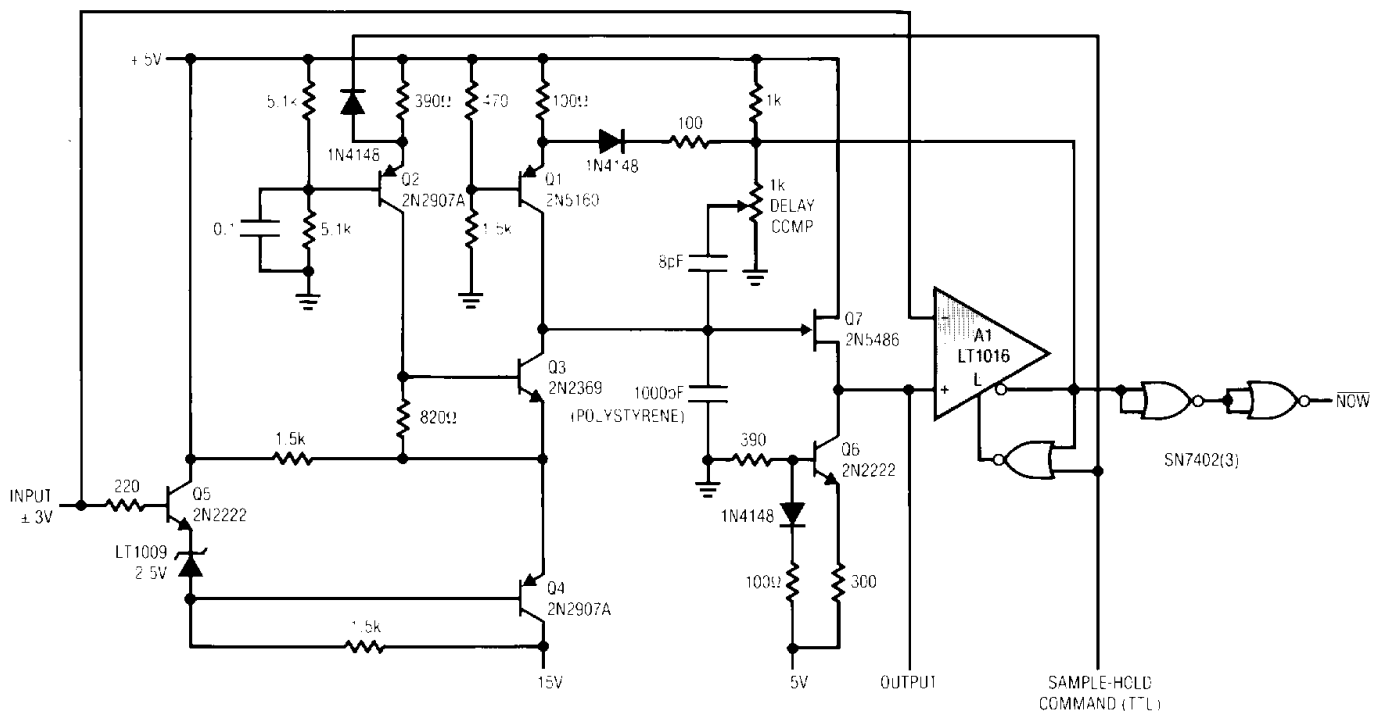 + 5V
5.1k
390Ω
470
100Ω
1k
1N4148
100
1N4148
Q2
2N2907A
Q1
2N5160
1k
DELAY
COMP
0.1
5.1k
1.5k
8pF
Q7
2N5486
A1
LT1016
L
−
+
Q3
2N2369
1000pF
(POLYSTYRENE)
820Ω
NOW
390
Q6
2N2222
SN7402(3)
1.5k
INPUT
± 3V
220
Q5
2N2222
1N4148
LT1009
2.5V
Q4
2N2907A
100Ω
300
1.5k
15V
5V
OUTPUT
SAMPLE-HOLD
COMMAND (TTL)